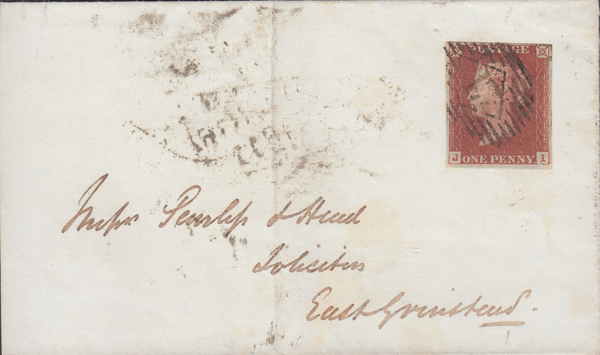 POSTAGE
J ONE PENNY I
Messrs Pearless & Head
Solicitors
East Grinstead.